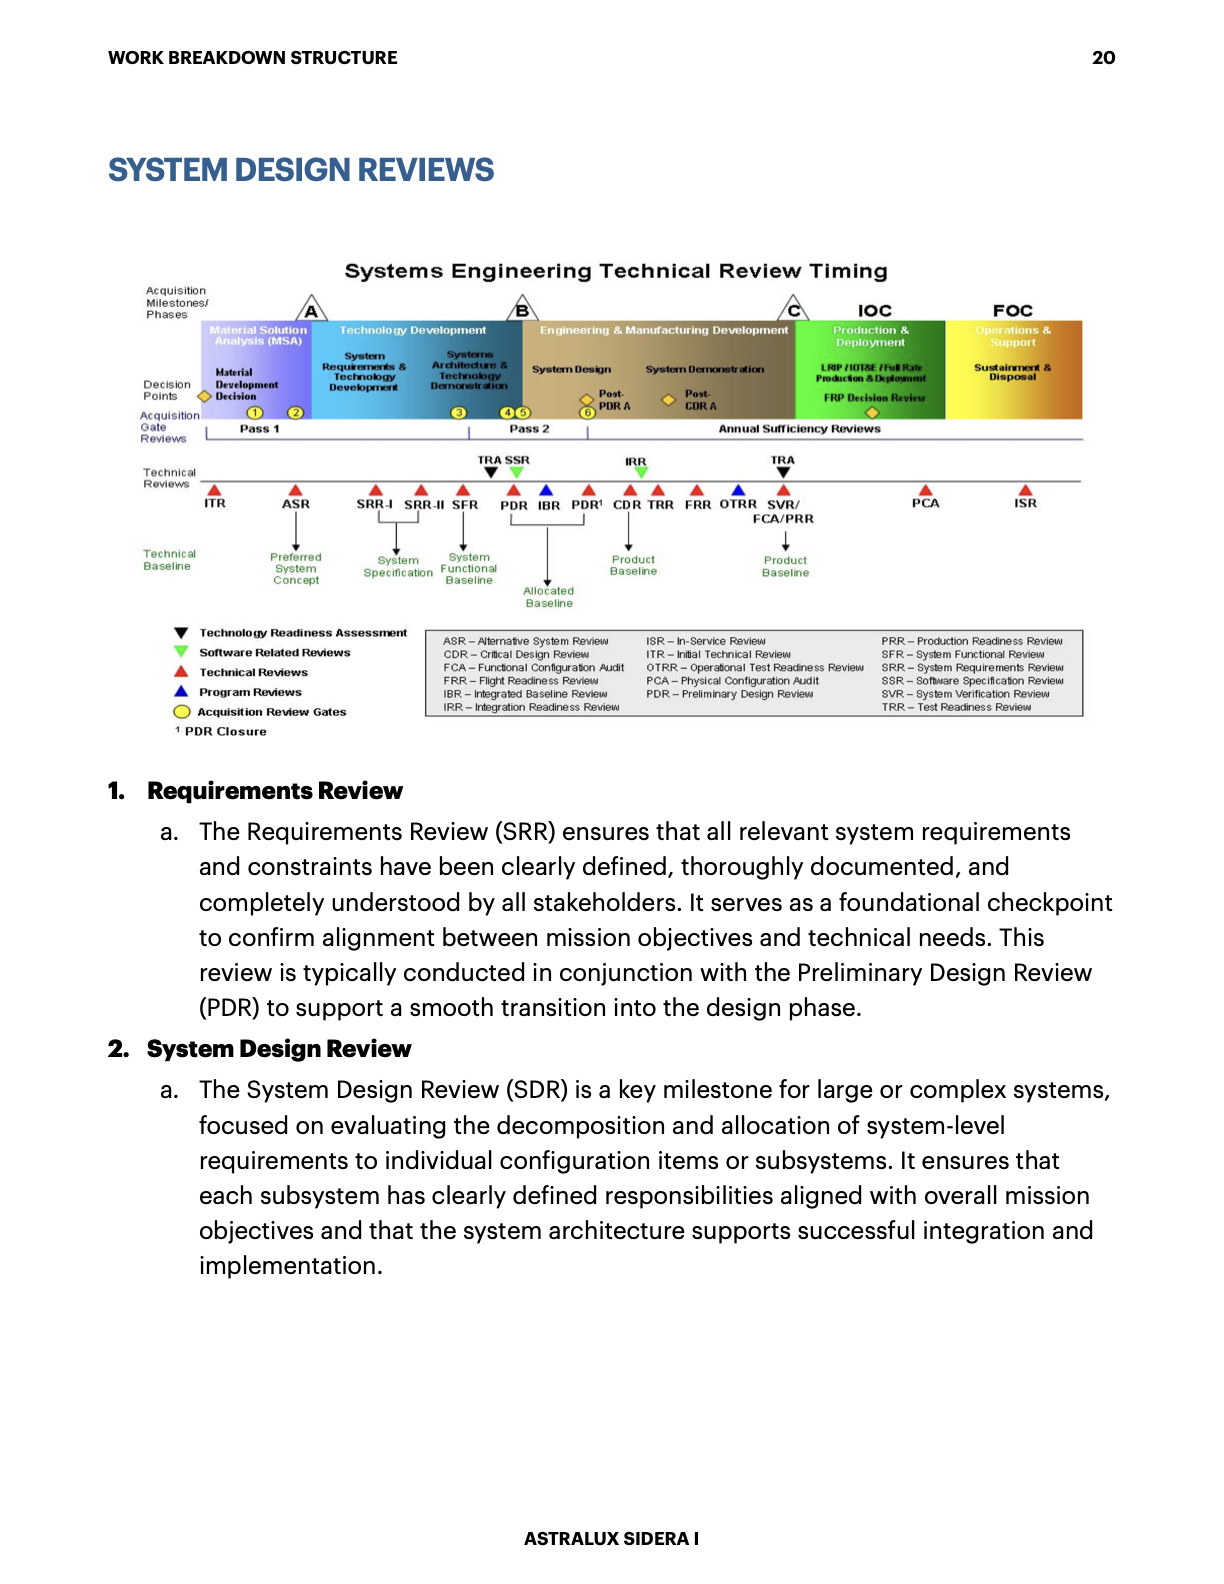 WORK BREAKDOWN STRUCTURE 20
SYSTEM DESIGN REVIEWS
Systems Engineering Technical Review Timing
Acquisition
Milestones/
Phases
A B C IOC FOC
Material Solution
Analysis (MSA)
Technology Development
Engineering & Manufacturing Development
Production &
Deployment
Operations &
Support
System
Requirements &
Technology
Development
Systems
Architecture &
Technology
Demonstration
System Design
System Demonstration
LRIP /IOT&E /Full Rate
Production & Deployment
Sustainment &
Disposal
Decision
Points
Material
Development
Decision
Post-
PDR A
Post-
CDR A
FRP Decision Review
Acquisition
Gate
Reviews
1 2 3 4 5 6
Pass 1 Pass 2 Annual Sufficiency Reviews
TRA SSR IRR TRA
Technical
Reviews
ITR ASR SRR-I SRR-II SFR PDR IBR PDR¹ CDR TRR FRR OTRR SVR/
FCA/PRR
PCA ISR
Technical
Baseline
Preferred
System
Concept
System
Specification
System
Functional
Baseline
Allocated
Baseline
Product
Baseline
Product
Baseline
Technology Readiness Assessment
Software Related Reviews
Technical Reviews
Program Reviews
Acquisition Review Gates
¹ PDR Closure
ASR – Alternative System Review
CDR – Critical Design Review
FCA – Functional Configuration Audit
FRR – Flight Readiness Review
IBR – Integrated Baseline Review
IRR – Integration Readiness Review
ISR – In-Service Review
ITR – Initial Technical Review
OTRR – Operational Test Readiness Review
PCA – Physical Configuration Audit
PDR – Preliminary Design Review
PRR – Production Readiness Review
SFR – System Functional Review
SRR – System Requirements Review
SSR – Software Specification Review
SVR – System Verification Review
TRR – Test Readiness Review
1. Requirements Review
a. The Requirements Review (SRR) ensures that all relevant system requirements
and constraints have been clearly defined, thoroughly documented, and
completely understood by all stakeholders. It serves as a foundational checkpoint
to confirm alignment between mission objectives and technical needs. This
review is typically conducted in conjunction with the Preliminary Design Review
(PDR) to support a smooth transition into the design phase.
2. System Design Review
a. The System Design Review (SDR) is a key milestone for large or complex systems,
focused on evaluating the decomposition and allocation of system-level
requirements to individual configuration items or subsystems. It ensures that
each subsystem has clearly defined responsibilities aligned with overall mission
objectives and that the system architecture supports successful integration and
implementation.
ASTRALUX SIDERA I